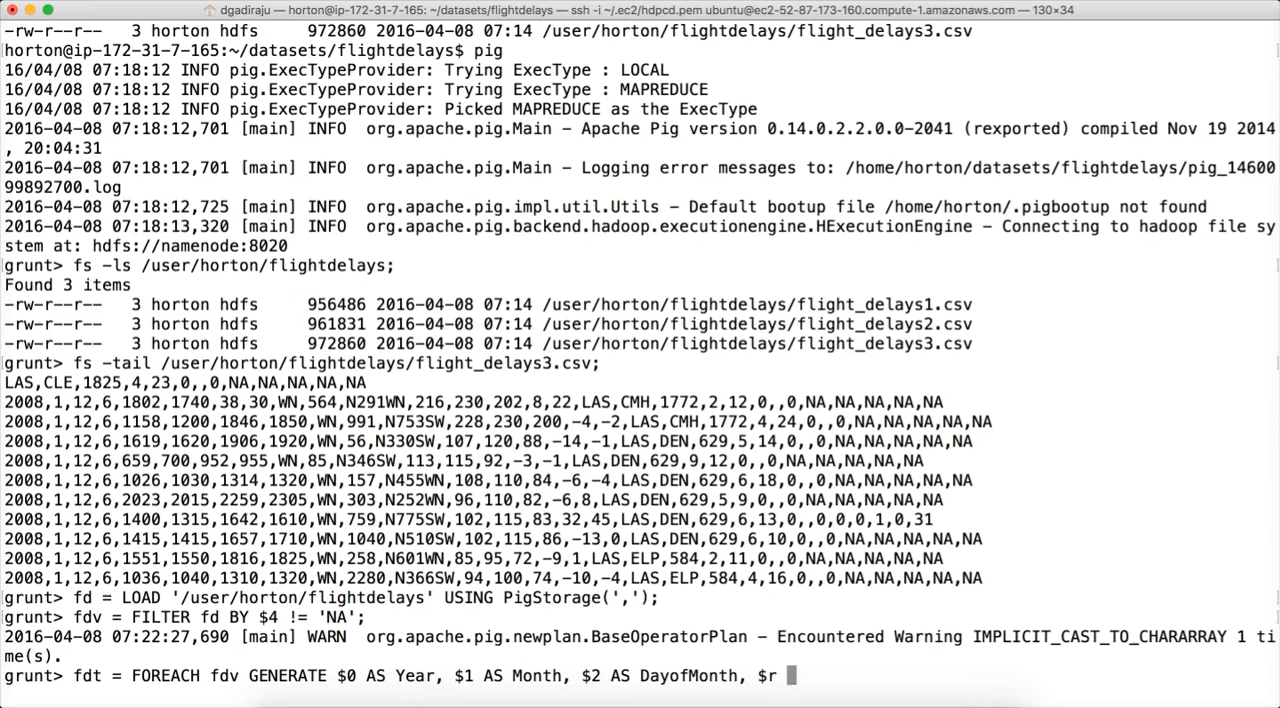 dgadiraju — horton@ip-172-31-7-165: ~/datasets/flightdelays — ssh -i ~/.ec2/hdpcd.pem ubuntu@ec2-52-87-173-160.compute-1.amazonaws.com — 130×34
-rw-r--r--   3 horton hdfs     972860 2016-04-08 07:14 /user/horton/flightdelays/flight_delays3.csv
horton@ip-172-31-7-165:~/datasets/flightdelays$ pig
16/04/08 07:18:12 INFO pig.ExecTypeProvider: Trying ExecType : LOCAL
16/04/08 07:18:12 INFO pig.ExecTypeProvider: Trying ExecType : MAPREDUCE
16/04/08 07:18:12 INFO pig.ExecTypeProvider: Picked MAPREDUCE as the ExecType
2016-04-08 07:18:12,701 [main] INFO  org.apache.pig.Main - Apache Pig version 0.14.0.2.2.0.0-2041 (rexported) compiled Nov 19 2014
, 20:04:31
2016-04-08 07:18:12,701 [main] INFO  org.apache.pig.Main - Logging error messages to: /home/horton/datasets/flightdelays/pig_14600
99892700.log
2016-04-08 07:18:12,725 [main] INFO  org.apache.pig.impl.util.Utils - Default bootup file /home/horton/.pigbootup not found
2016-04-08 07:18:13,320 [main] INFO  org.apache.pig.backend.hadoop.executionengine.HExecutionEngine - Connecting to hadoop file sy
stem at: hdfs://namenode:8020
grunt> fs -ls /user/horton/flightdelays;
Found 3 items
-rw-r--r--   3 horton hdfs     956486 2016-04-08 07:14 /user/horton/flightdelays/flight_delays1.csv
-rw-r--r--   3 horton hdfs     961831 2016-04-08 07:14 /user/horton/flightdelays/flight_delays2.csv
-rw-r--r--   3 horton hdfs     972860 2016-04-08 07:14 /user/horton/flightdelays/flight_delays3.csv
grunt> fs -tail /user/horton/flightdelays/flight_delays3.csv;
LAS,CLE,1825,4,23,0,,0,NA,NA,NA,NA,NA
2008,1,12,6,1802,1740,38,30,WN,564,N291WN,216,230,202,8,22,LAS,CMH,1772,2,12,0,,0,NA,NA,NA,NA,NA
2008,1,12,6,1158,1200,1846,1850,WN,991,N753SW,228,230,200,-4,-2,LAS,CMH,1772,4,24,0,,0,NA,NA,NA,NA,NA
2008,1,12,6,1619,1620,1906,1920,WN,56,N330SW,107,120,88,-14,-1,LAS,DEN,629,5,14,0,,0,NA,NA,NA,NA,NA
2008,1,12,6,659,700,952,955,WN,85,N346SW,113,115,92,-3,-1,LAS,DEN,629,9,12,0,,0,NA,NA,NA,NA,NA
2008,1,12,6,1026,1030,1314,1320,WN,157,N455WN,108,110,84,-6,-4,LAS,DEN,629,6,18,0,,0,NA,NA,NA,NA,NA
2008,1,12,6,2023,2015,2259,2305,WN,303,N252WN,96,110,82,-6,8,LAS,DEN,629,5,9,0,,0,NA,NA,NA,NA,NA
2008,1,12,6,1400,1315,1642,1610,WN,759,N775SW,102,115,83,32,45,LAS,DEN,629,6,13,0,,0,0,0,1,0,31
2008,1,12,6,1415,1415,1657,1710,WN,1040,N510SW,102,115,86,-13,0,LAS,DEN,629,6,10,0,,0,NA,NA,NA,NA,NA
2008,1,12,6,1551,1550,1816,1825,WN,258,N601WN,85,95,72,-9,1,LAS,ELP,584,2,11,0,,0,NA,NA,NA,NA,NA
2008,1,12,6,1036,1040,1310,1320,WN,2280,N366SW,94,100,74,-10,-4,LAS,ELP,584,4,16,0,,0,NA,NA,NA,NA,NA
grunt> fd = LOAD '/user/horton/flightdelays' USING PigStorage(',');
grunt> fdv = FILTER fd BY $4 != 'NA';
2016-04-08 07:22:27,690 [main] WARN  org.apache.pig.newplan.BaseOperatorPlan - Encountered Warning IMPLICIT_CAST_TO_CHARARRAY 1 ti
me(s).
grunt> fdt = FOREACH fdv GENERATE $0 AS Year, $1 AS Month, $2 AS DayofMonth, $r